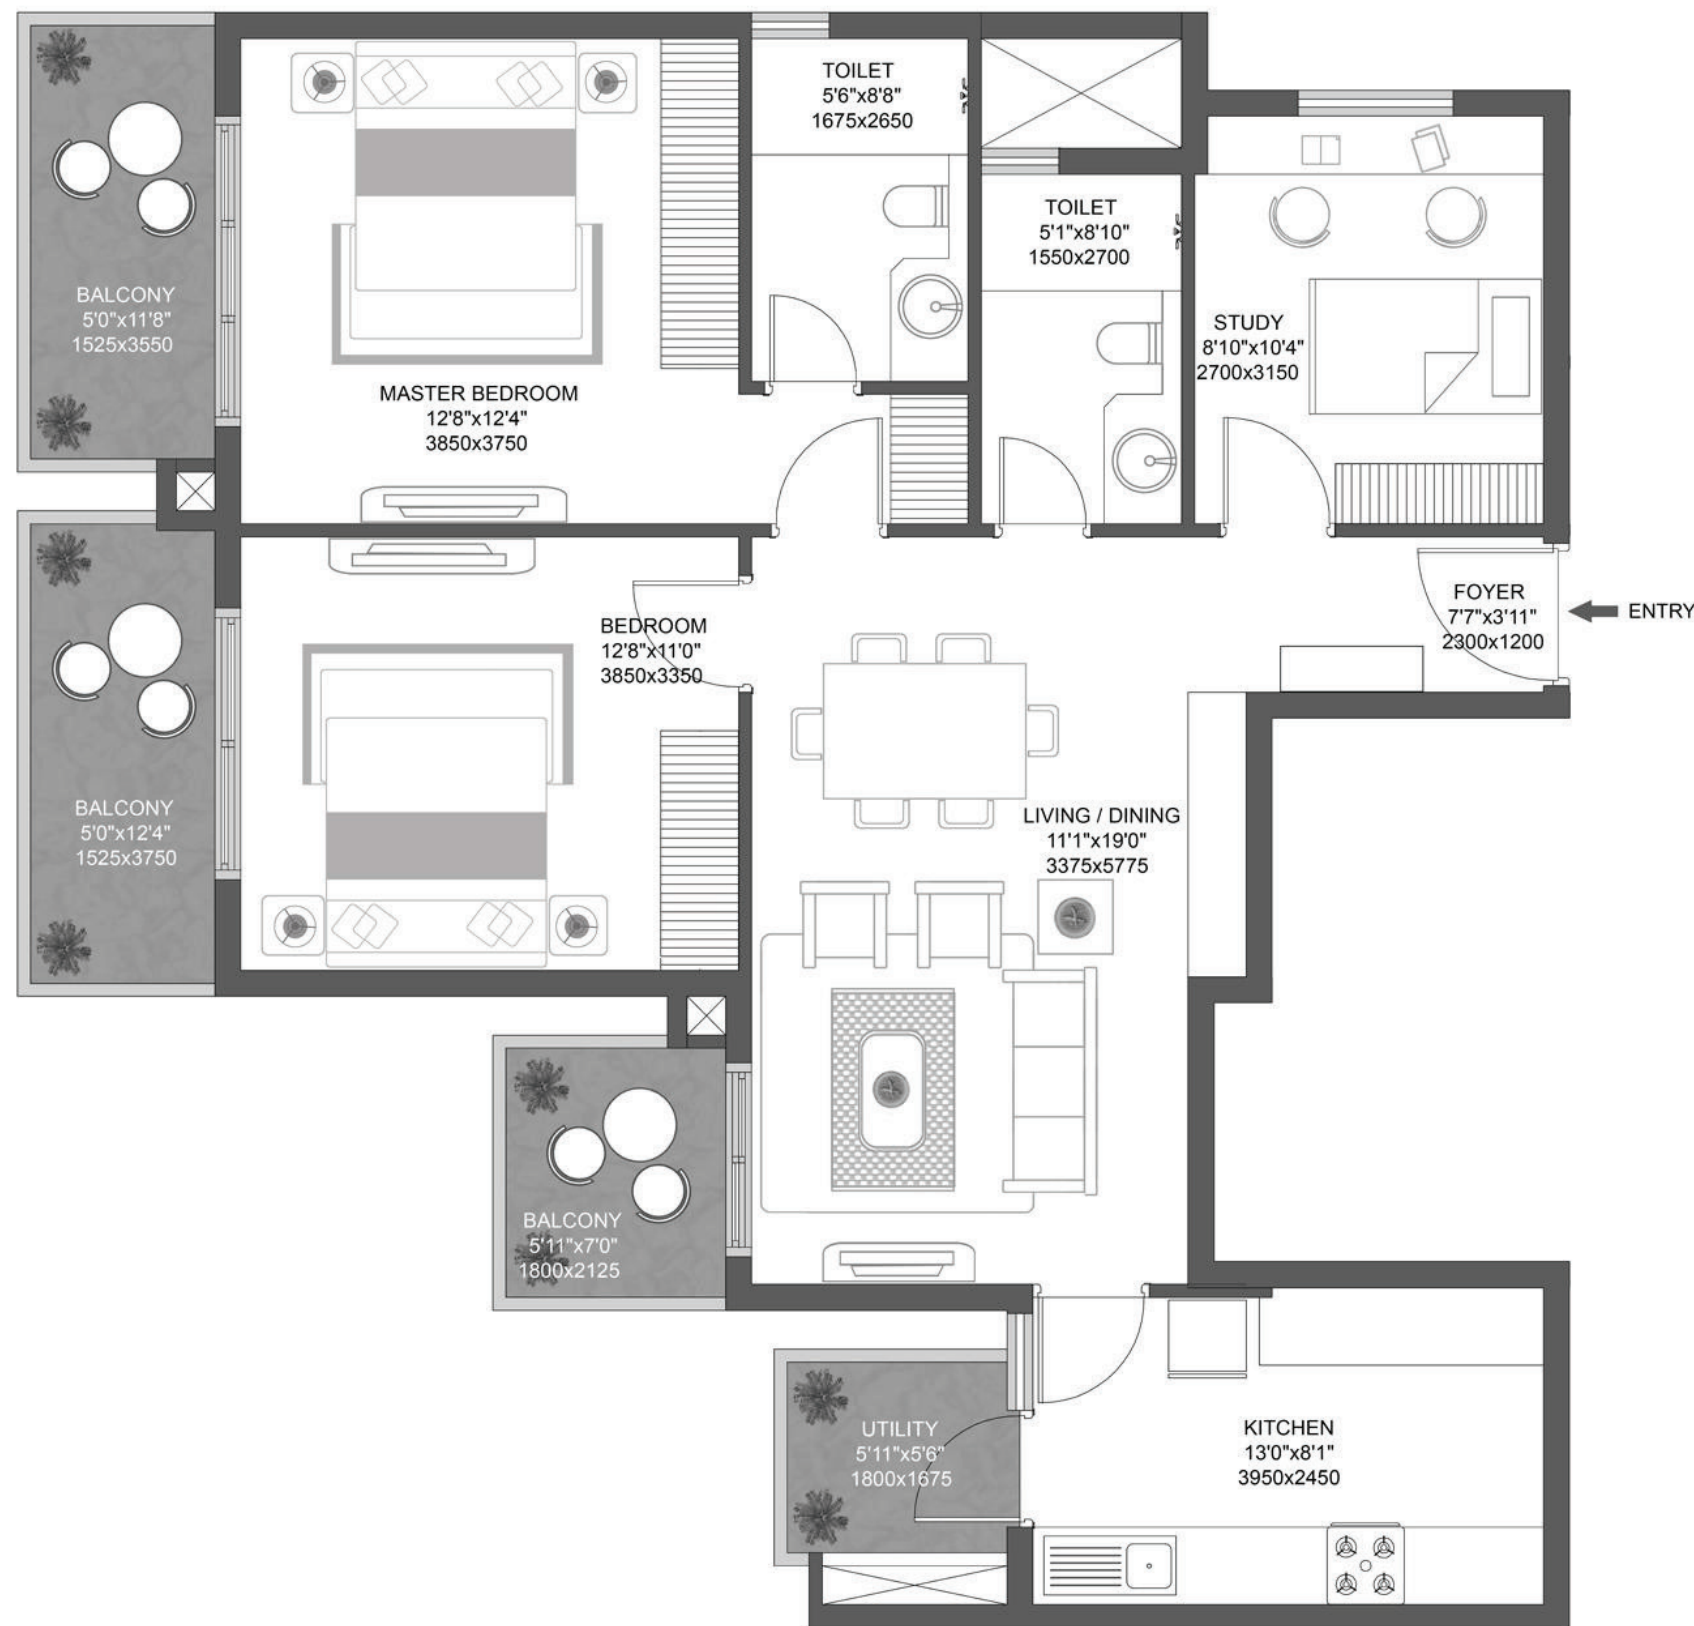 TOILET
5'6"x8'8"
1675x2650
TOILET
5'1"x8'10"
1550x2700
BALCONY
5'0"x11'8"
1525x3550
STUDY
8'10"x10'4"
2700x3150
MASTER BEDROOM
12'8"x12'4"
3850x3750
FOYER
7'7"x3'11"
2300x1200
ENTRY
BEDROOM
12'8"x11'0"
3850x3350
BALCONY
5'0"x12'4"
1525x3750
LIVING / DINING
11'1"x19'0"
3375x5775
BALCONY
5'11"x7'0"
1800x2125
UTILITY
5'11"x5'6"
1800x1675
KITCHEN
13'0"x8'1"
3950x2450